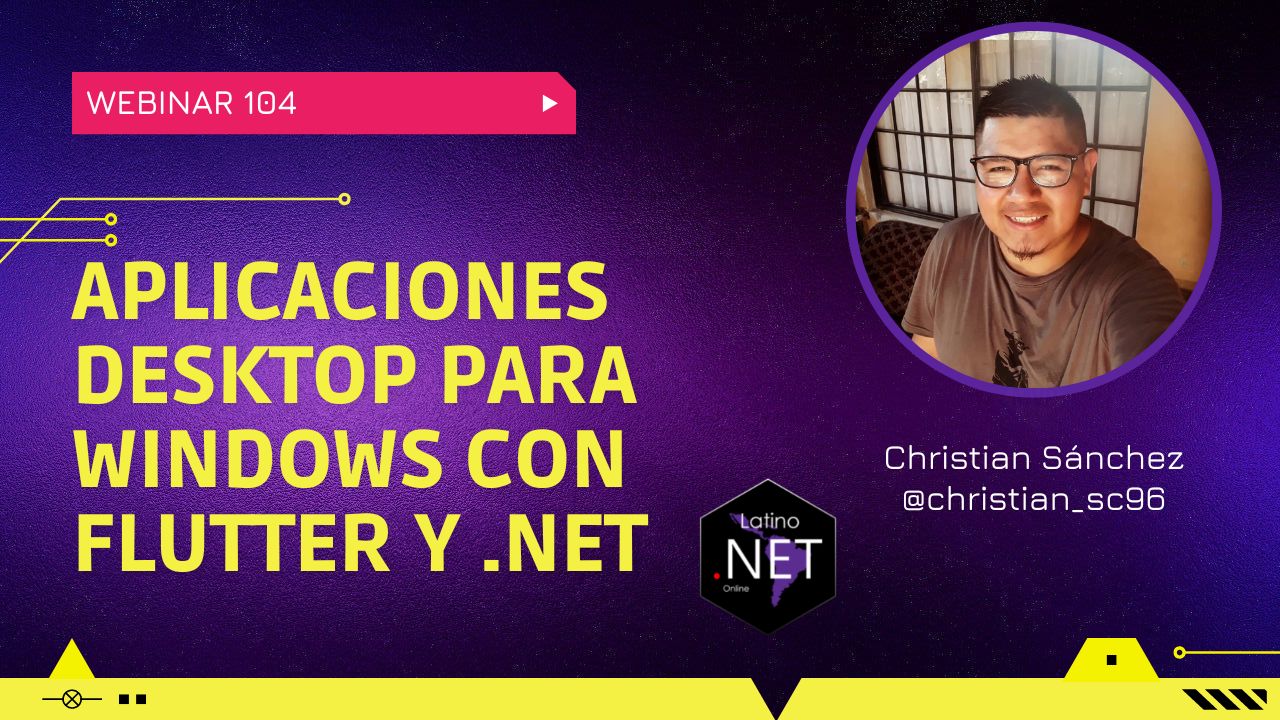 WEBINAR 104
APLICACIONES
DESKTOP PARA
WINDOWS CON
FLUTTER Y .NET
Christian Sánchez
@christian_sc96
Latino
.NET
Online